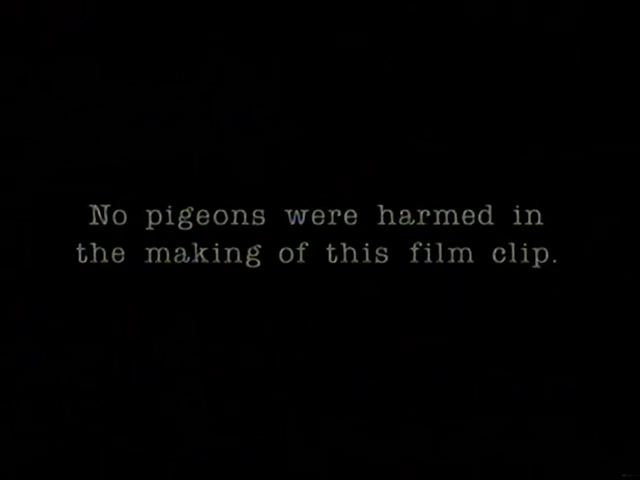 No pigeons were harmed in
the making of this film clip.